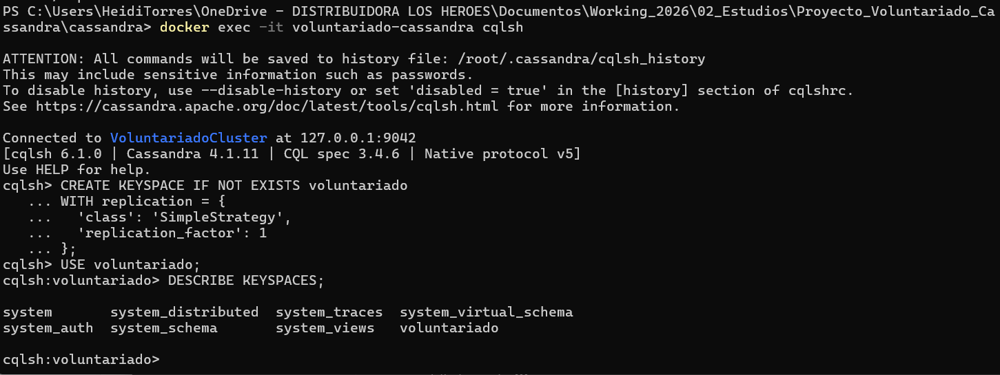 PS C:\Users\HeidiTorres\OneDrive - DISTRIBUIDORA LOS HEROES\Documentos\Working_2026\02_Estudios\Proyecto_Voluntariado_Ca
ssandra\cassandra> docker exec -it voluntariado-cassandra cqlsh

ATTENTION: All commands will be saved to history file: /root/.cassandra/cqlsh_history
This may include sensitive information such as passwords.
To disable history, use --disable-history or set 'disabled = true' in the [history] section of cqlshrc.
See https://cassandra.apache.org/doc/latest/tools/cqlsh.html for more information.

Connected to VoluntariadoCluster at 127.0.0.1:9042
[cqlsh 6.1.0 | Cassandra 4.1.11 | CQL spec 3.4.6 | Native protocol v5]
Use HELP for help.
cqlsh> CREATE KEYSPACE IF NOT EXISTS voluntariado
   ... WITH replication = {
   ...   'class': 'SimpleStrategy',
   ...   'replication_factor': 1
   ... };
cqlsh> USE voluntariado;
cqlsh:voluntariado> DESCRIBE KEYSPACES;

system       system_distributed  system_traces  system_virtual_schema
system_auth  system_schema       system_views   voluntariado

cqlsh:voluntariado>